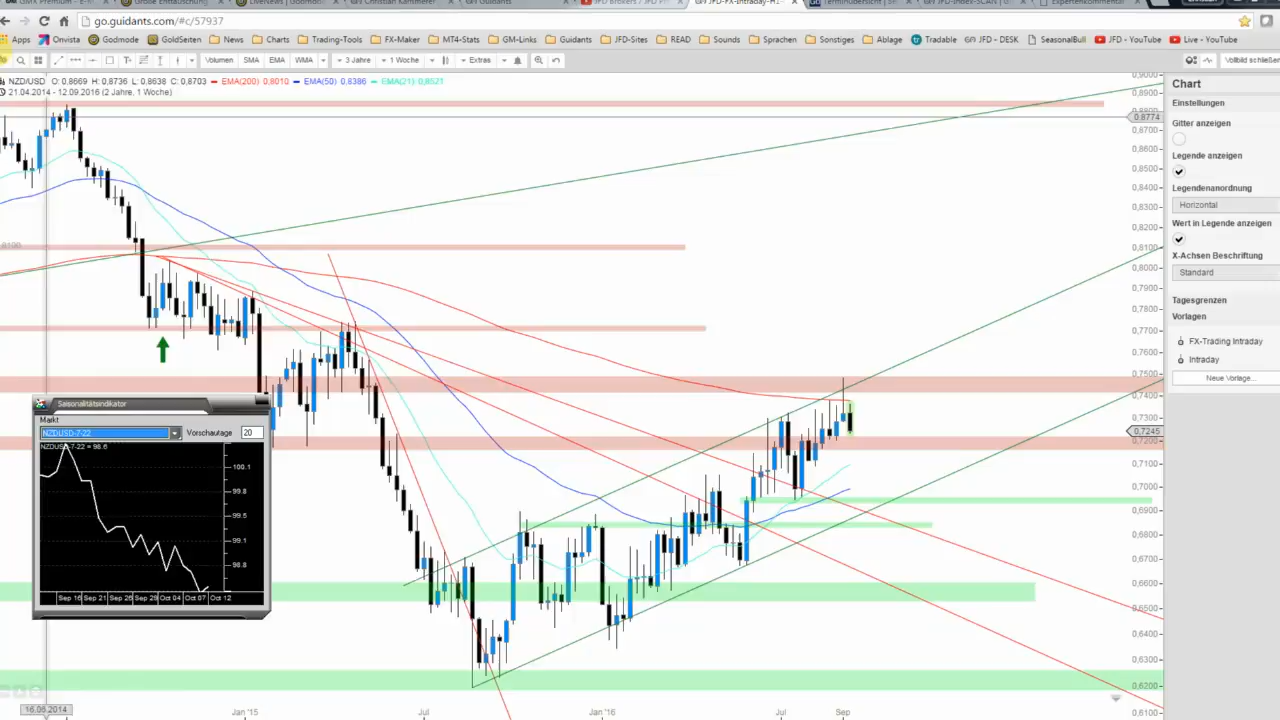 go.guidants.com/#c/57937
Apps Onvista Godmode GoldSeiten News Charts Trading-Tools FX-Maker MT4-Stats GM-Links Guidants JFD-Sites READ Sounds Sprachen Sonstiges Ablage Tradable JFD - DESK SeasonalBull JFD - YouTube Live - YouTube
Volumen SMA EMA WMA 3 Jahre 1 Woche Extras Vollbild schließen
NZD/USD O: 0.8669 H: 0.8736 L: 0.8638 C: 0.8703 EMA(200) 0.8010 EMA(50) 0.8386 EMA(21) 0.8521
21.04.2014 - 12.09.2016 (2 Jahre, 1 Woche)
Chart
Einstellungen
Gitter anzeigen
Legende anzeigen
Legendenanordnung
Horizontal
Wert in Legende anzeigen
X-Achsen Beschriftung
Standard
Tagesgrenzen
Vorlagen
FX-Trading Intraday
Intraday
Neue Vorlage...
0,8900
0,8774
0,8700
0,8600
0,8500
0,8400
0,8300
0,8200
0,8100
0,8000
0,7900
0,7800
0,7700
0,7600
0,7500
0,7400
0,7300
0,7245
0,7100
0,7000
0,6900
0,6800
0,6700
0,6600
0,6500
0,6400
0,6300
0,6200
0,6100
Saisonalitätsindikator
Markt
NZDUSD-7-22 Vorschautage 20
NZDUSD-7-22 = 98.6
100.1
99.8
99.5
99.1
98.8
Sep 16 Sep 21 Sep 26 Sep 29 Oct 04 Oct 07 Oct 12
16.06.2014 Jan '15 Jul Jan '16 Jul Sep